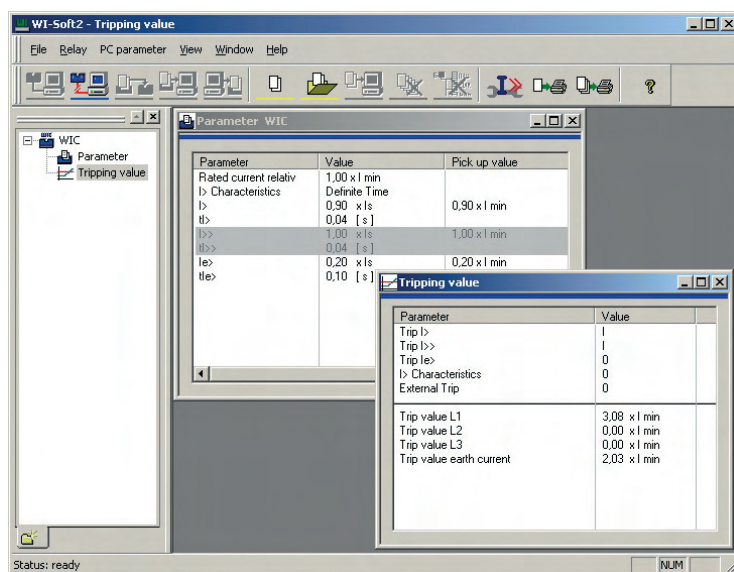 WI-Soft2 - Tripping value
File Relay PC parameter View Window Help
WIC
Parameter
Tripping value
Parameter WIC
Parameter Value Pick up value
Rated current relativ 1,00 x I min
I> Characteristics Definite Time
I> 0,90 x Is 0,90 x I min
tI> 0,04 [ s ]
I>> 1,00 x Is 1,00 x I min
tI>> 0,04 [ s ]
Ie> 0,20 x Is 0,20 x I min
tIe> 0,10 [ s ]
Tripping value
Parameter Value
Trip I> I
Trip I>> I
Trip Ie> 0
I> Characteristics 0
External Trip 0
Trip value L1 3,08 x I min
Trip value L2 0,00 x I min
Trip value L3 0,00 x I min
Trip value earth current 2,03 x I min
Status: ready NUM